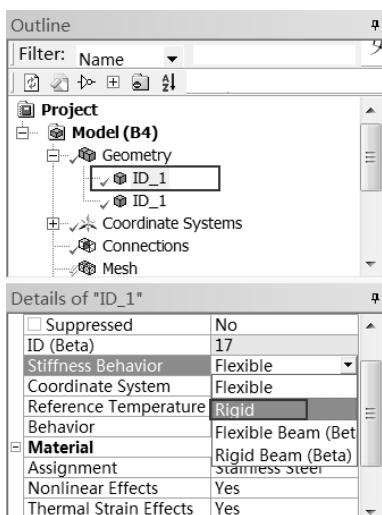 Outline
Filter: Name
Project
Model (B4)
Geometry
ID_1
ID_1
Coordinate Systems
Connections
Mesh
Details of "ID_1"
Suppressed No
ID (Beta) 17
Stiffness Behavior Flexible
Coordinate System Flexible
Reference Temperature Rigid
Behavior Flexible Beam (Bet
Rigid Beam (Beta)
Material
Assignment Stainless Steel
Nonlinear Effects Yes
Thermal Strain Effects Yes